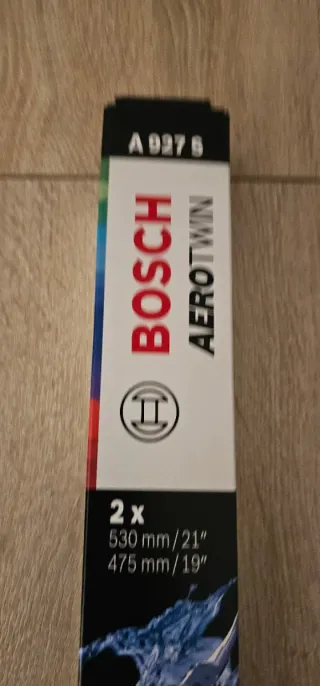 A 927 S
BOSCH
AEROTWIN
2 x
530 mm/21″
475 mm/19″